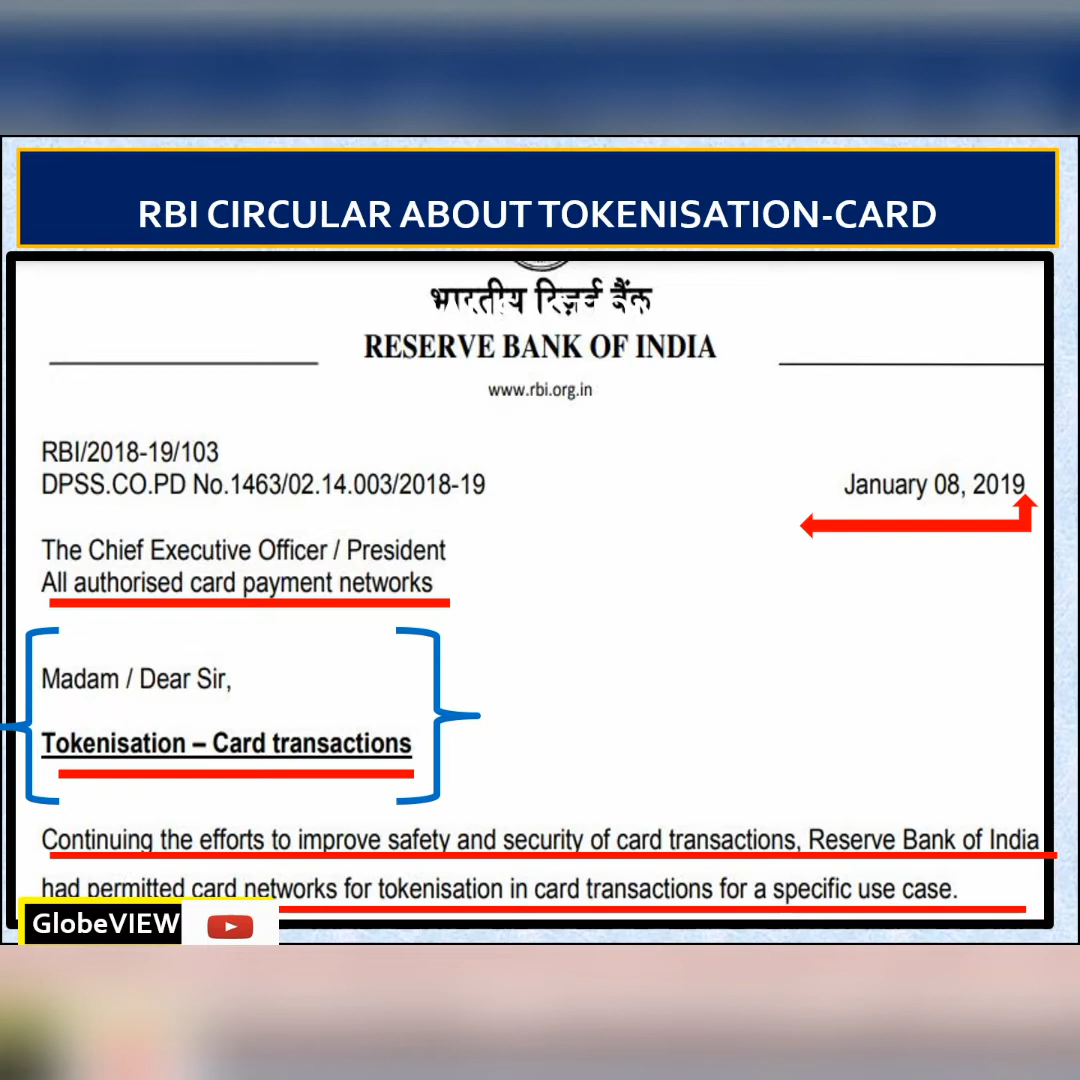 RBI CIRCULAR ABOUT TOKENISATION-CARD
भारतीय रिज़र्व बैंक
RESERVE BANK OF INDIA
www.rbi.org.in
RBI/2018-19/103
DPSS.CO.PD No.1463/02.14.003/2018-19
January 08, 2019
The Chief Executive Officer / President
All authorised card payment networks
Madam / Dear Sir,
Tokenisation – Card transactions
Continuing the efforts to improve safety and security of card transactions, Reserve Bank of India
had permitted card networks for tokenisation in card transactions for a specific use case.
GlobeVIEW